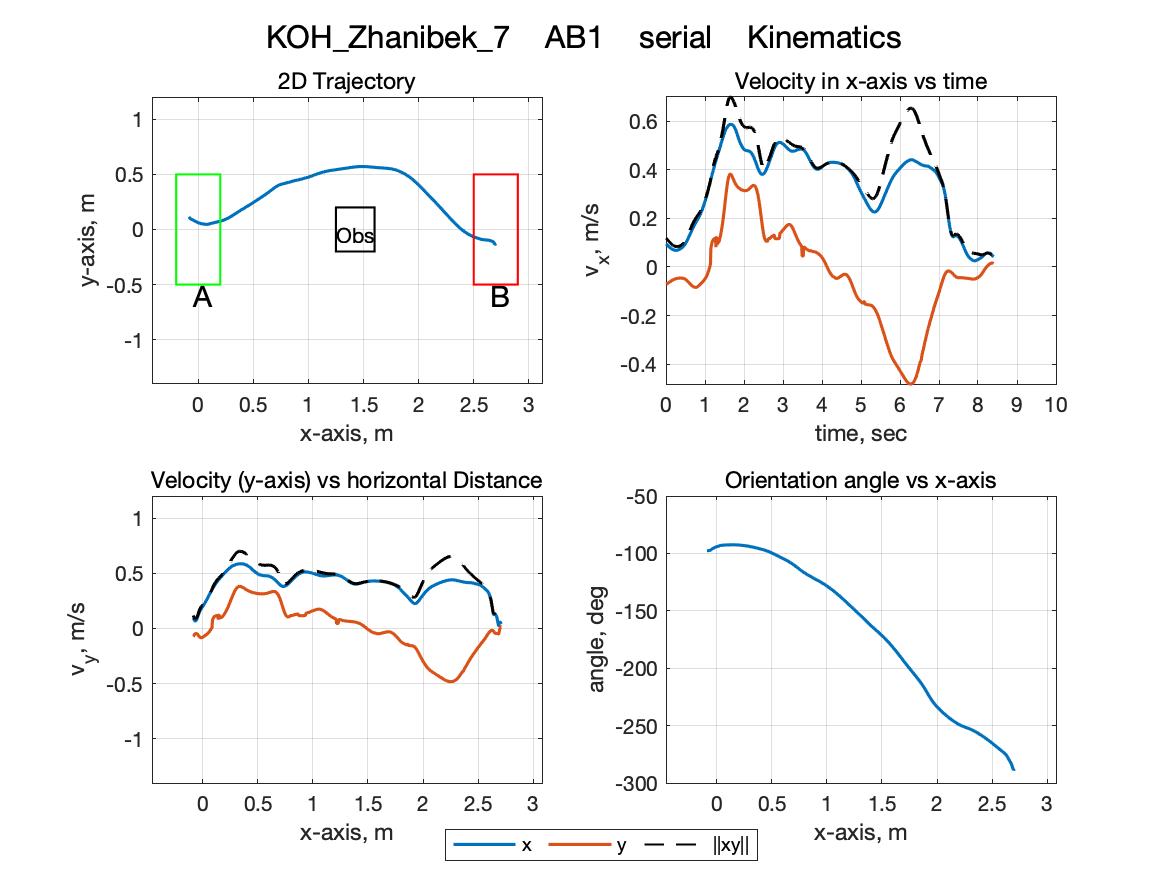 KOH_Zhanibek_7 AB1 serial Kinematics
2D Trajectory
1
0.5
0
-0.5
-1
y-axis, m
A
Obs
B
0 0.5 1 1.5 2 2.5 3
x-axis, m
Velocity in x-axis vs time
0.6
0.4
0.2
0
-0.2
-0.4
vx, m/s
0 1 2 3 4 5 6 7 8 9 10
time, sec
Velocity (y-axis) vs horizontal Distance
1
0.5
0
-0.5
-1
vy, m/s
0 0.5 1 1.5 2 2.5 3
x-axis, m
Orientation angle vs x-axis
-50
-100
-150
-200
-250
-300
angle, deg
0 0.5 1 1.5 2 2.5 3
x-axis, m
x y ||xy||